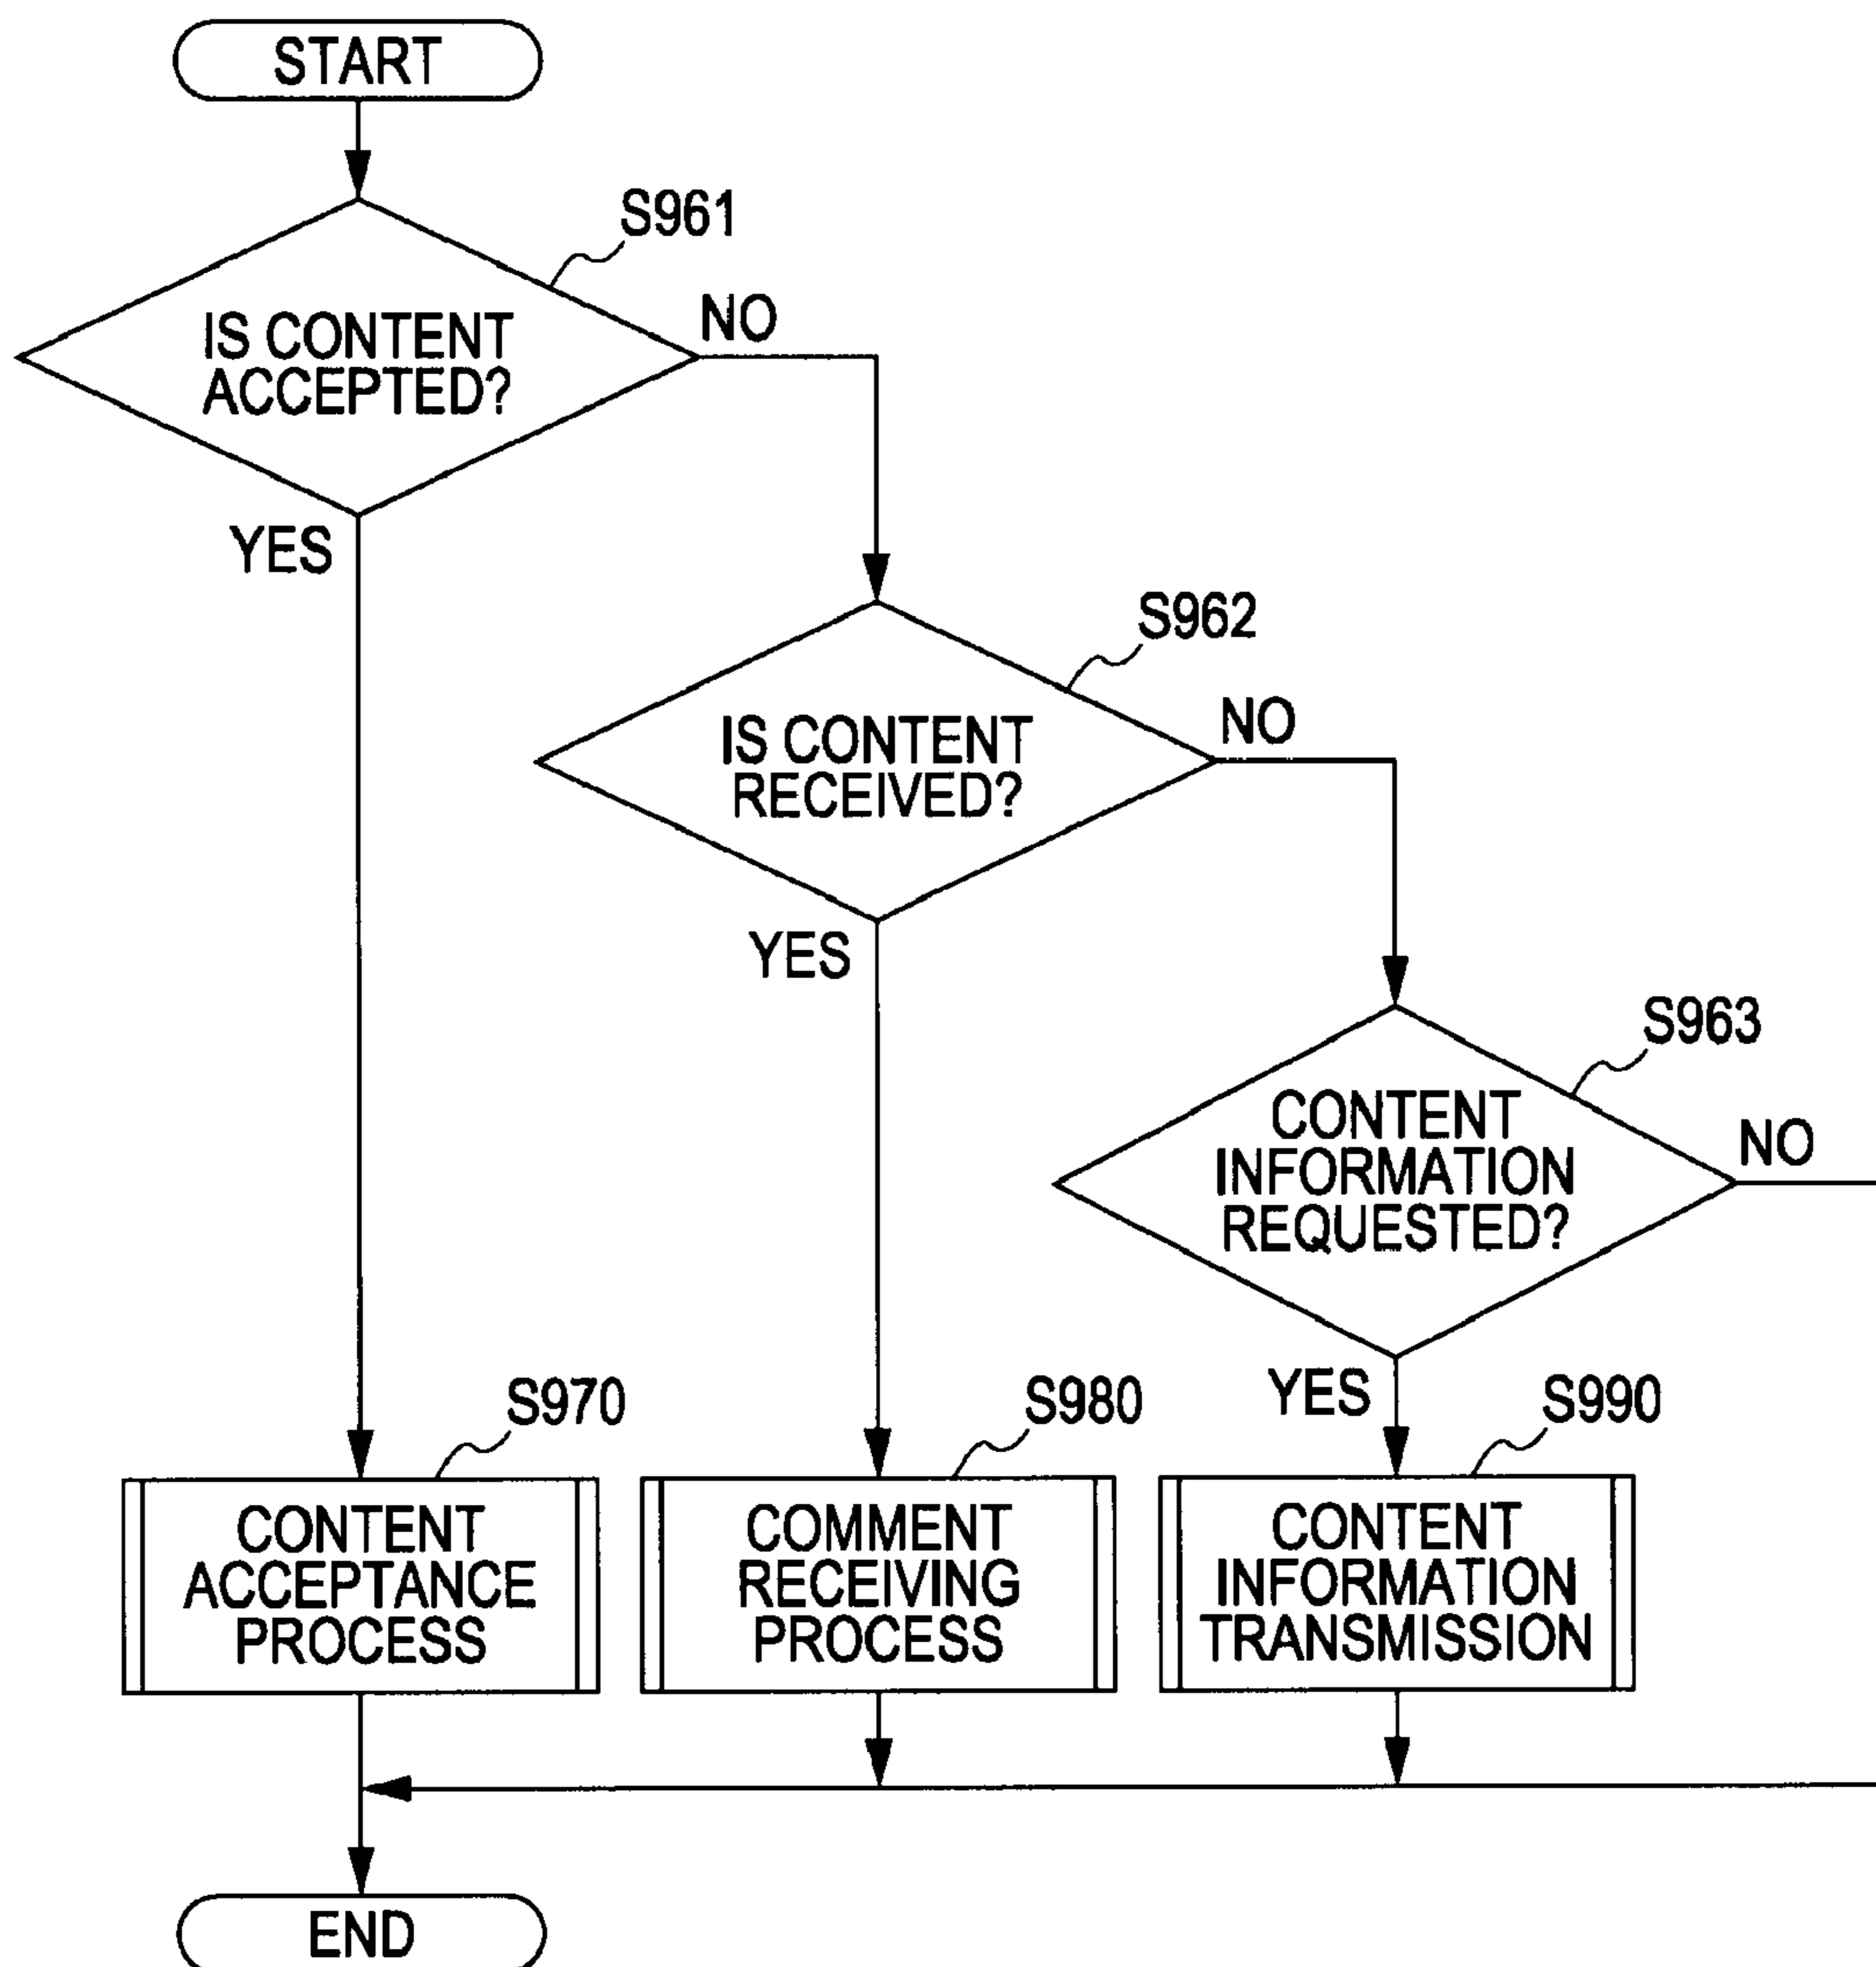 START
S961
NO
IS CONTENT
ACCEPTED?
YES
S962
NO
IS CONTENT
RECEIVED?
YES
S963
NO
CONTENT
INFORMATION
REQUESTED?
YES
S970
CONTENT
ACCEPTANCE
PROCESS
S980
COMMENT
RECEIVING
PROCESS
S990
CONTENT
INFORMATION
TRANSMISSION
END